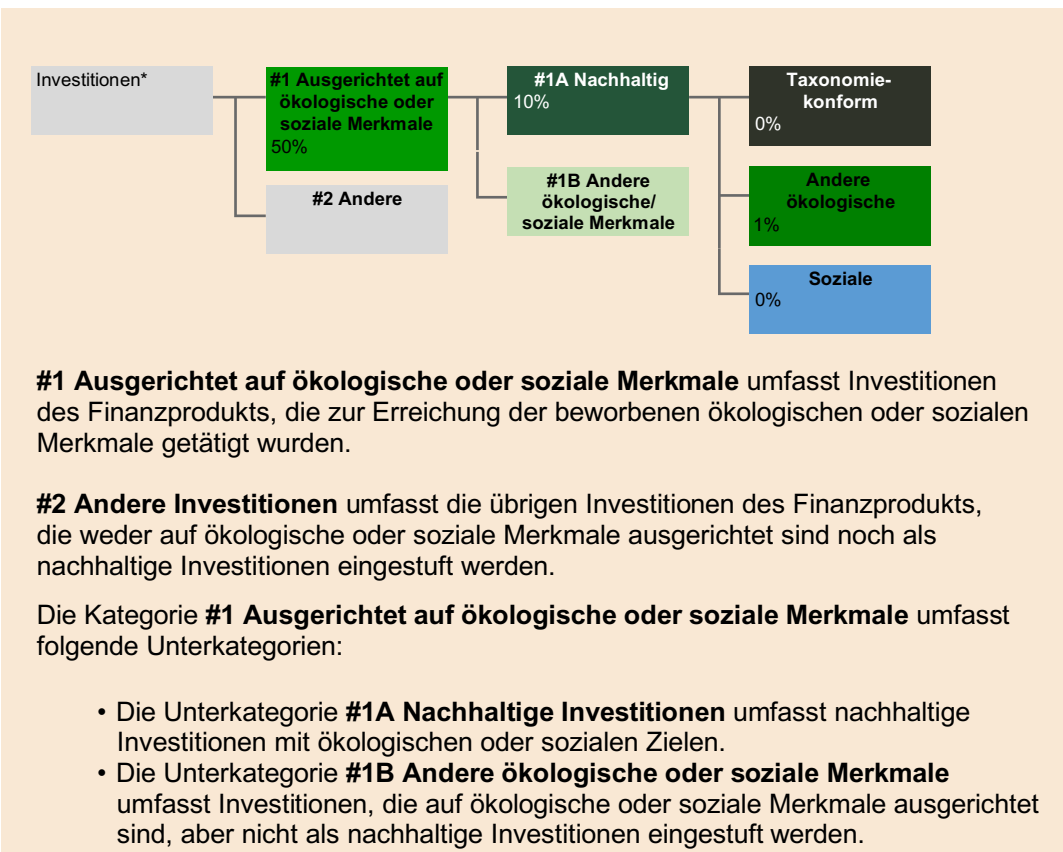 Investitionen*
#1 Ausgerichtet auf
ökologische oder
soziale Merkmale
50%
#2 Andere
#1A Nachhaltig
10%
#1B Andere
ökologische/
soziale Merkmale
Taxonomie-
konform
0%
Andere
ökologische
1%
Soziale
0%
#1 Ausgerichtet auf ökologische oder soziale Merkmale umfasst Investitionen
des Finanzprodukts, die zur Erreichung der beworbenen ökologischen oder sozialen
Merkmale getätigt wurden.
#2 Andere Investitionen umfasst die übrigen Investitionen des Finanzprodukts,
die weder auf ökologische oder soziale Merkmale ausgerichtet sind noch als
nachhaltige Investitionen eingestuft werden.
Die Kategorie #1 Ausgerichtet auf ökologische oder soziale Merkmale umfasst
folgende Unterkategorien:
• Die Unterkategorie #1A Nachhaltige Investitionen umfasst nachhaltige
Investitionen mit ökologischen oder sozialen Zielen.
• Die Unterkategorie #1B Andere ökologische oder soziale Merkmale
umfasst Investitionen, die auf ökologische oder soziale Merkmale ausgerichtet
sind, aber nicht als nachhaltige Investitionen eingestuft werden.